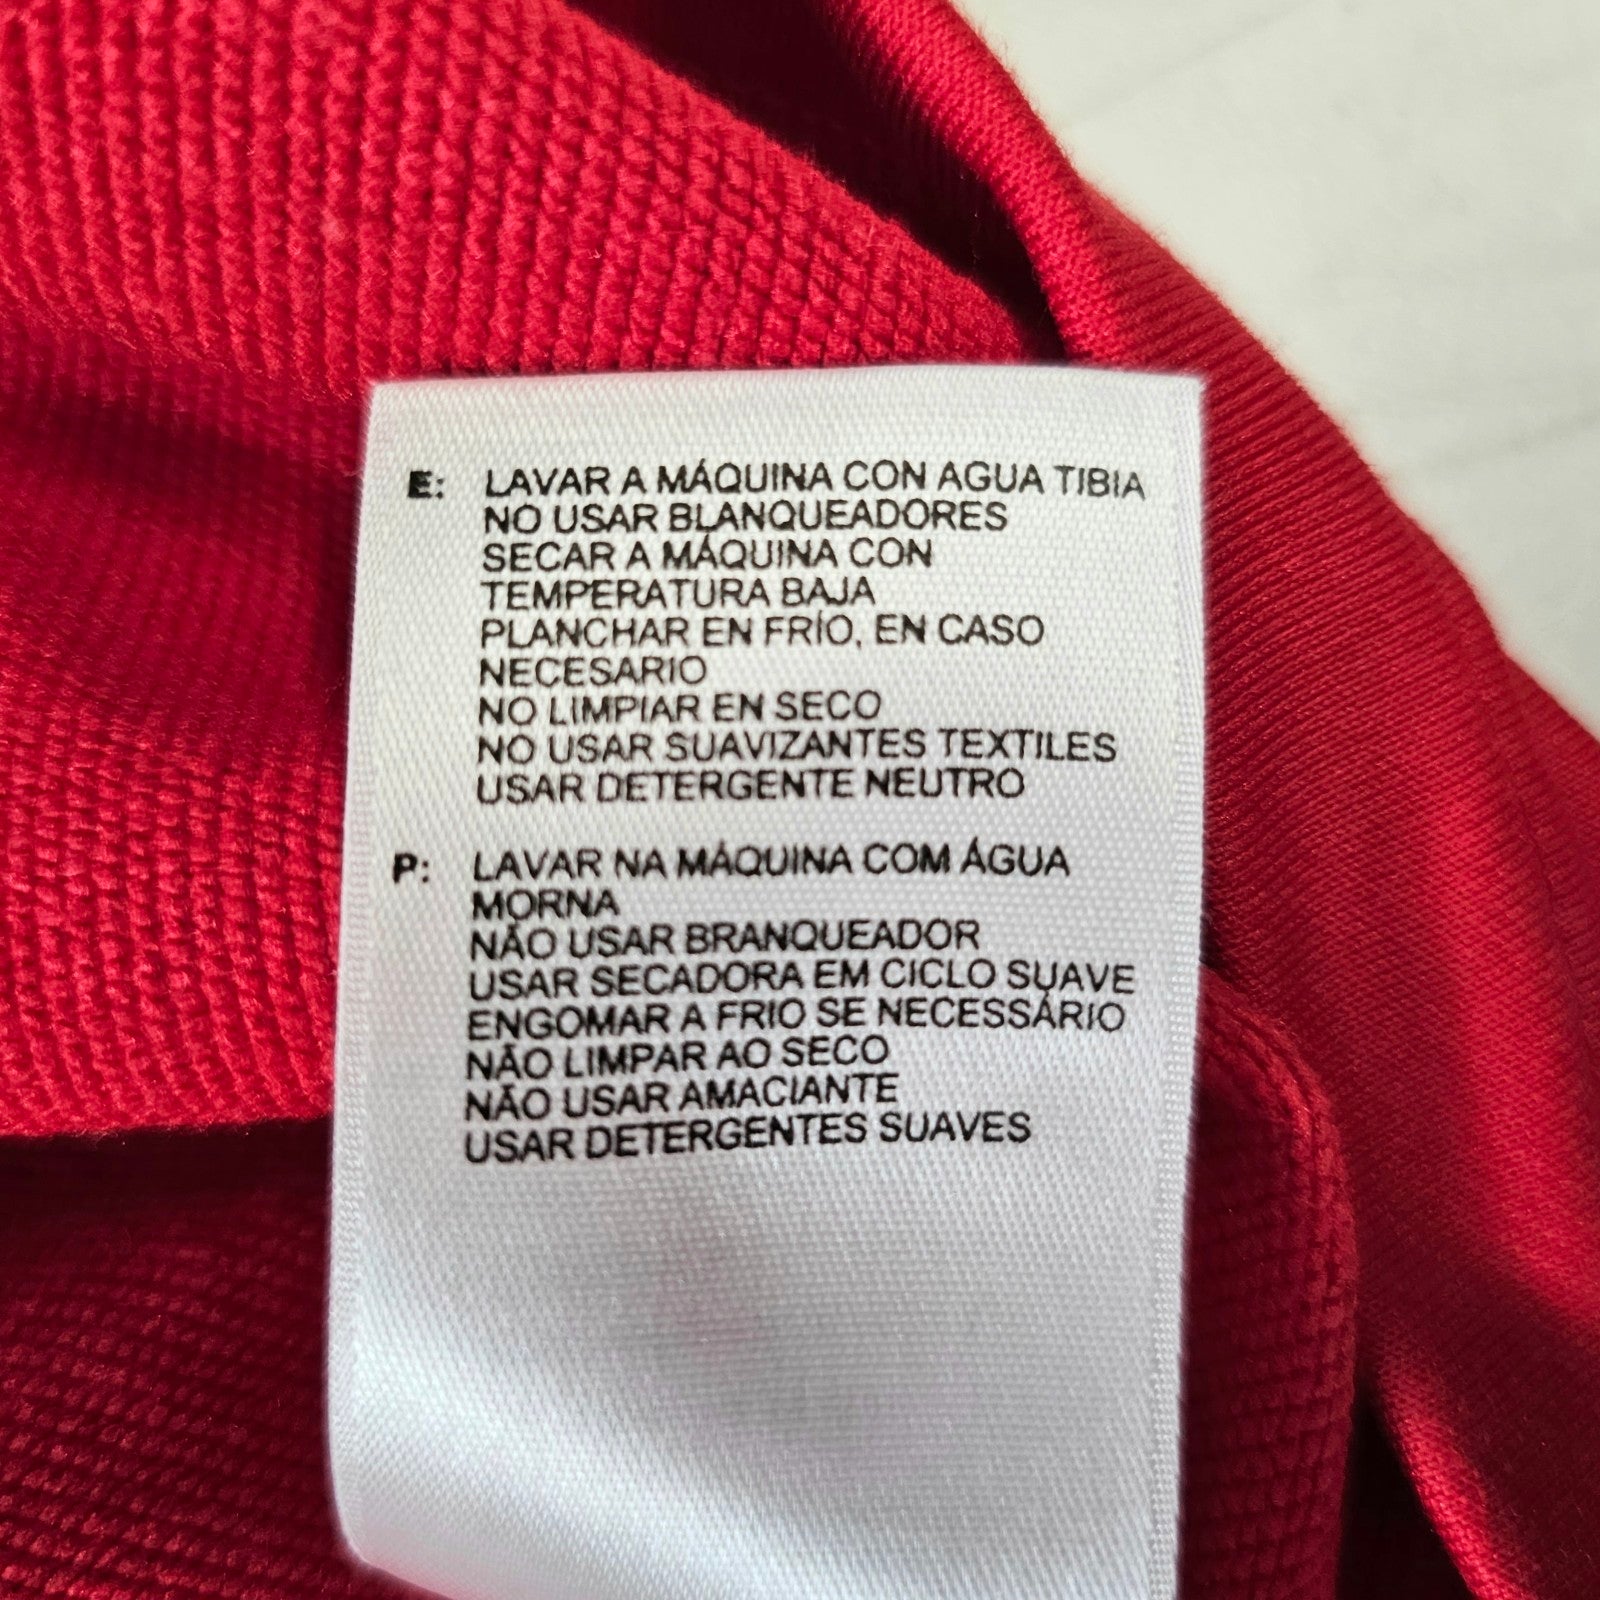 E: LAVAR A MÁQUINA CON AGUA TIBIA
NO USAR BLANQUEADORES
SECAR A MÁQUINA CON
TEMPERATURA BAJA
PLANCHAR EN FRÍO, EN CASO
NECESARIO
NO LIMPIAR EN SECO
NO USAR SUAVIZANTES TEXTILES
USAR DETERGENTE NEUTRO
P: LAVAR NA MÁQUINA COM ÁGUA
MORNA
NÃO USAR BRANQUEADOR
USAR SECADORA EM CICLO SUAVE
ENGOMAR A FRIO SE NECESSÁRIO
NÃO LIMPAR AO SECO
NÃO USAR AMACIANTE
USAR DETERGENTES SUAVES